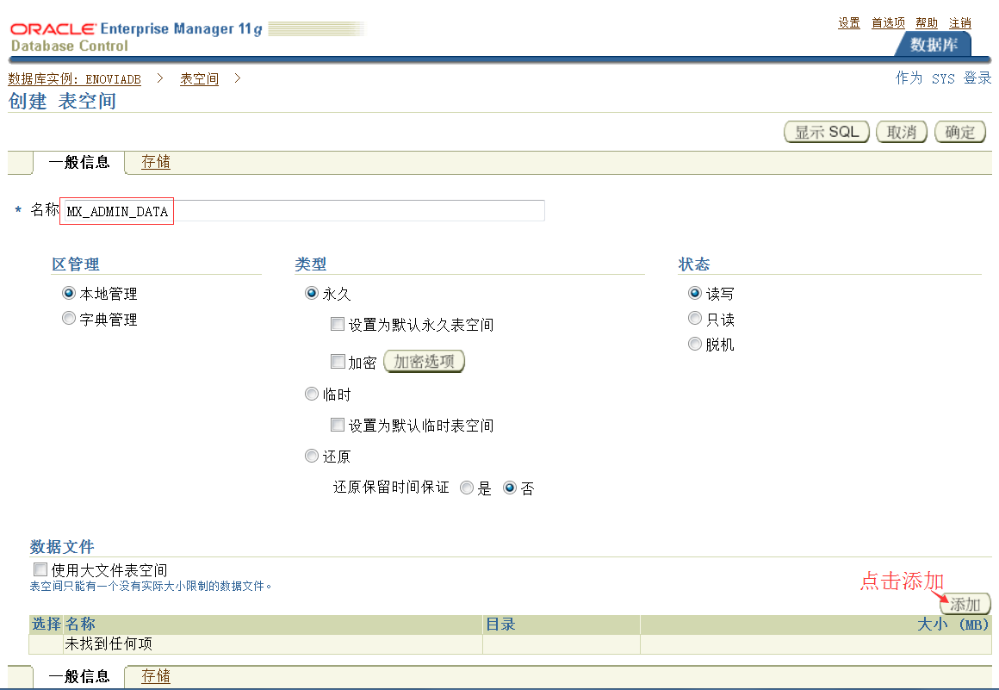 设置 首选项 帮助 注销
ORACLE Enterprise Manager 11g
Database Control
数据库
数据库实例: ENOVIADB > 表空间 >
作为 SYS 登录
创建 表空间
显示 SQL 取消 确定
一般信息 存储
* 名称 MX_ADMIN_DATA
区管理 类型 状态
本地管理 永久 读写
字典管理 设置为默认永久表空间 只读
加密 加密选项 脱机
临时
设置为默认临时表空间
还原
还原保留时间保证 是 否
数据文件
使用大文件表空间
表空间只能有一个没有实际大小限制的数据文件。
点击添加
添加
选择 名称 目录 大小 (MB)
未找到任何项
一般信息 存储